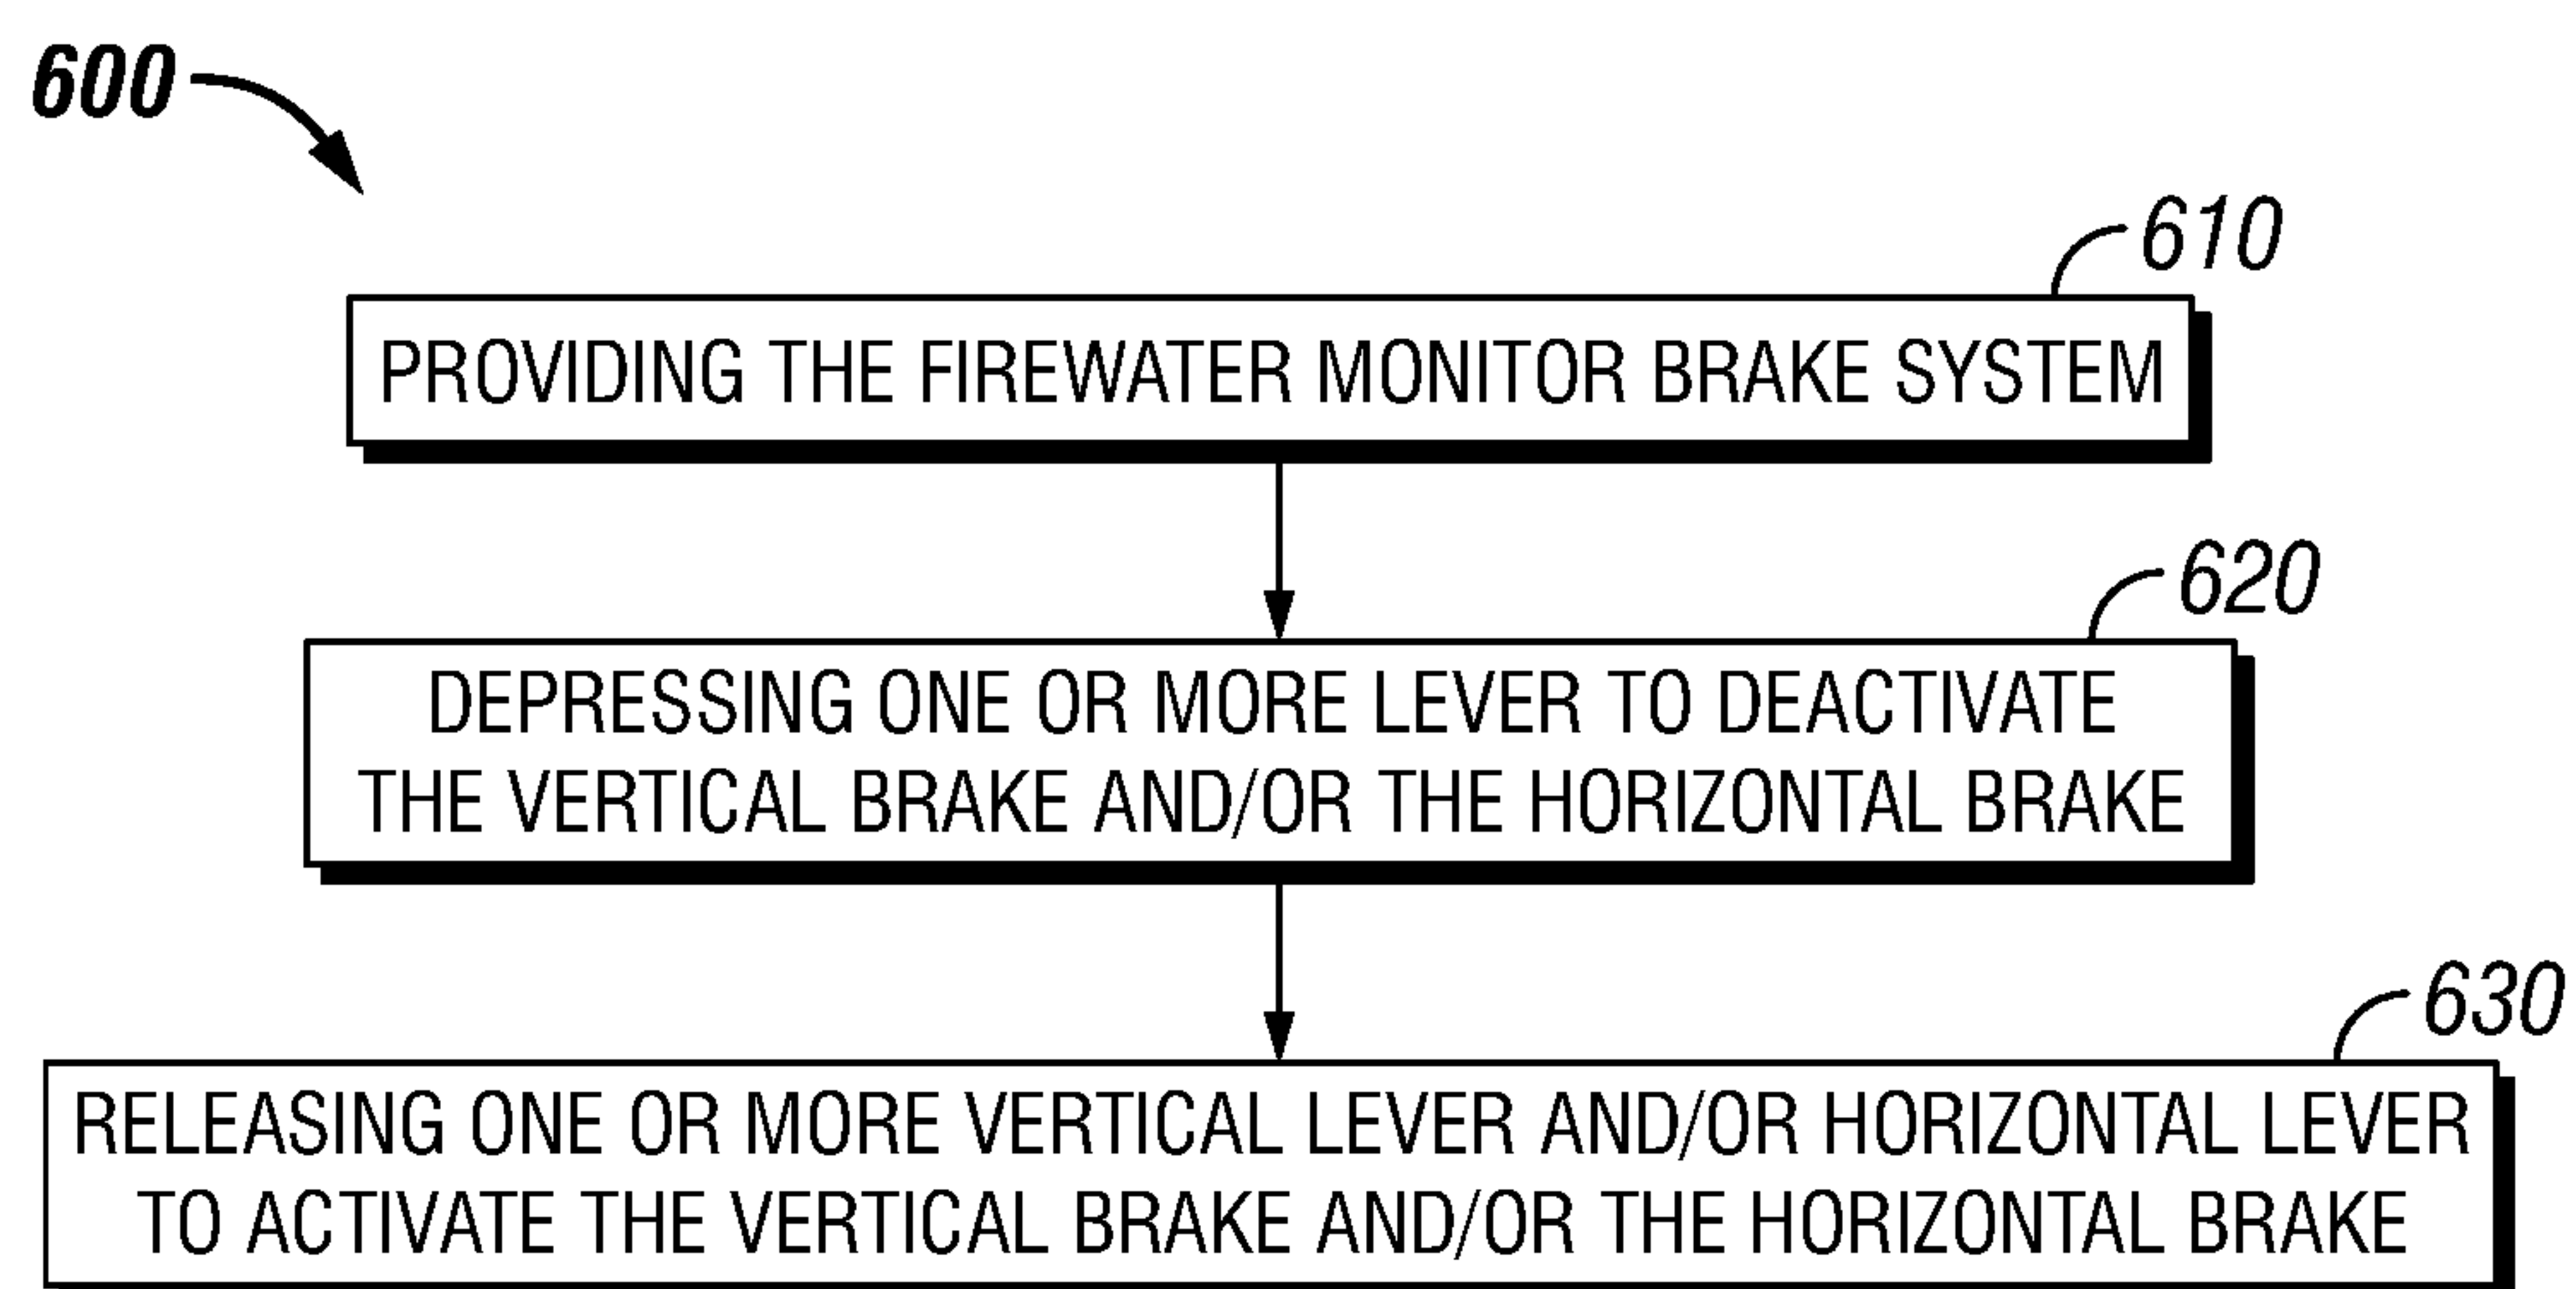 600
610
PROVIDING THE FIREWATER MONITOR BRAKE SYSTEM
620
DEPRESSING ONE OR MORE LEVER TO DEACTIVATE
THE VERTICAL BRAKE AND/OR THE HORIZONTAL BRAKE
630
RELEASING ONE OR MORE VERTICAL LEVER AND/OR HORIZONTAL LEVER
TO ACTIVATE THE VERTICAL BRAKE AND/OR THE HORIZONTAL BRAKE